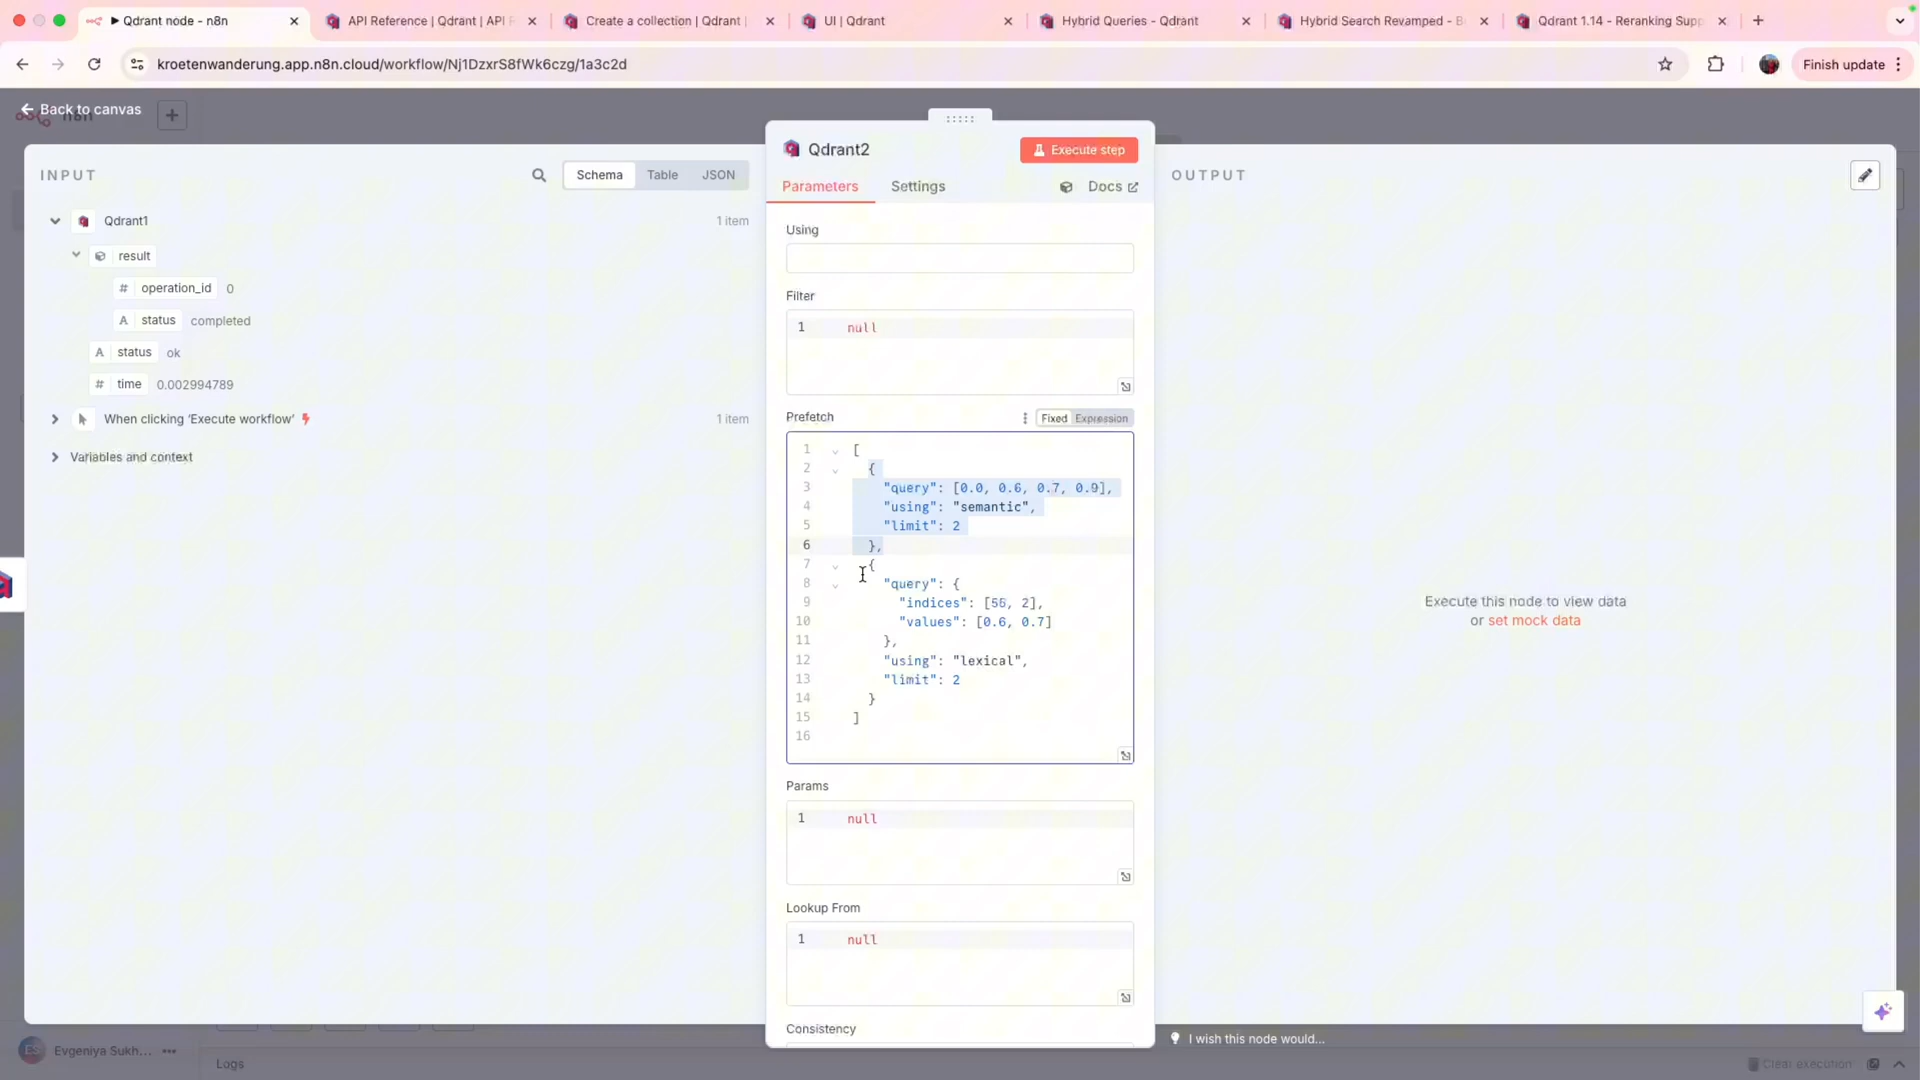 Qdrant node - n8n
API Reference | Qdrant | API R
Create a collection | Qdrant |
UI | Qdrant
Hybrid Queries - Qdrant
Hybrid Search Revamped - B
Qdrant 1.14 - Reranking Supp
kroetenwanderung.app.n8n.cloud/workflow/Nj1DzxrS8fWk6czg/1a3c2d
Finish update
Back to canvas
n8n
INPUT
Schema
Table
JSON
Qdrant1
1 item
result
# operation_id 0
A status completed
A status ok
# time 0.002994789
When clicking ‘Execute workflow’
1 item
Variables and context
Qdrant2
Execute step
Parameters
Settings
Docs
Using
Filter
1 null
Prefetch
Fixed Expression
1 [
2 {
3 "query": [0.0, 0.6, 0.7, 0.9],
4 "using": "semantic",
5 "limit": 2
6 },
7 {
8 "query": {
9 "indices": [56, 2],
10 "values": [0.6, 0.7]
11 },
12 "using": "lexical",
13 "limit": 2
14 }
15 ]
16
Params
1 null
Lookup From
1 null
Consistency
OUTPUT
Execute this node to view data
or set mock data
I wish this node would...
ES
Evgeniya Sukh...
Logs
Clear execution